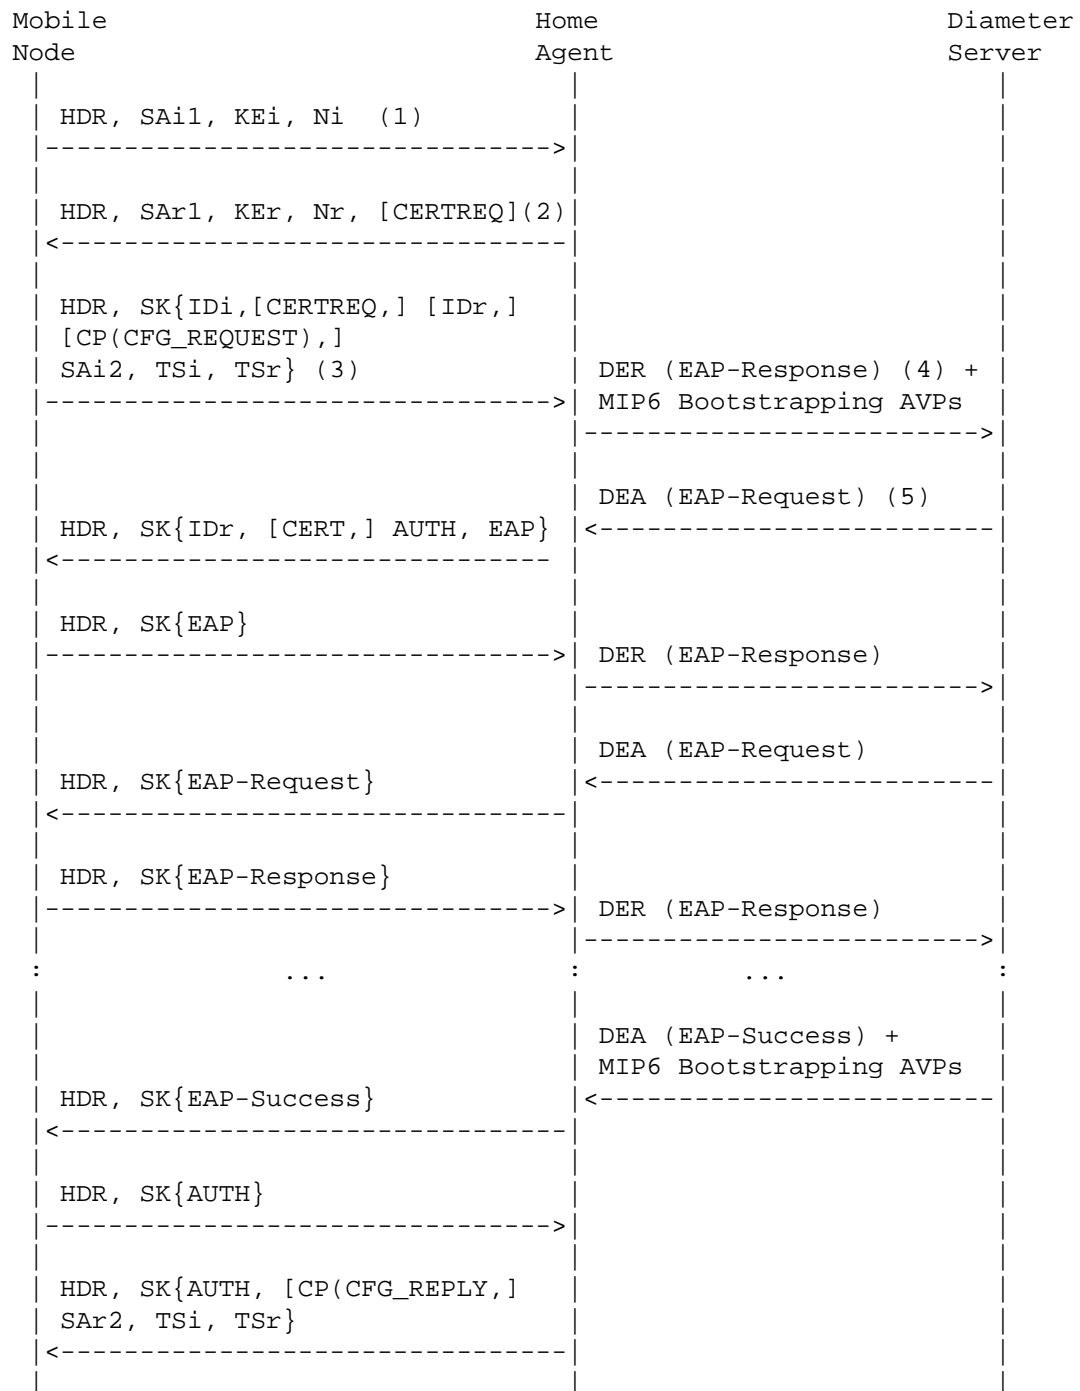 Mobile Home Diameter
Node Agent Server
HDR, SAi1, KEi, Ni (1)
HDR, SAr1, KEr, Nr, [CERTREQ](2)
HDR, SK{IDi,[CERTREQ,] [IDr,]
[CP(CFG_REQUEST),]
SAi2, TSi, TSr} (3)
DER (EAP-Response) (4) +
MIP6 Bootstrapping AVPs
DEA (EAP-Request) (5)
HDR, SK{IDr, [CERT,] AUTH, EAP}
HDR, SK{EAP}
DER (EAP-Response)
DEA (EAP-Request)
HDR, SK{EAP-Request}
HDR, SK{EAP-Response}
DER (EAP-Response)
: ... : ... :
DEA (EAP-Success) +
MIP6 Bootstrapping AVPs
HDR, SK{EAP-Success}
HDR, SK{AUTH}
HDR, SK{AUTH, [CP(CFG_REPLY,]
SAr2, TSi, TSr}